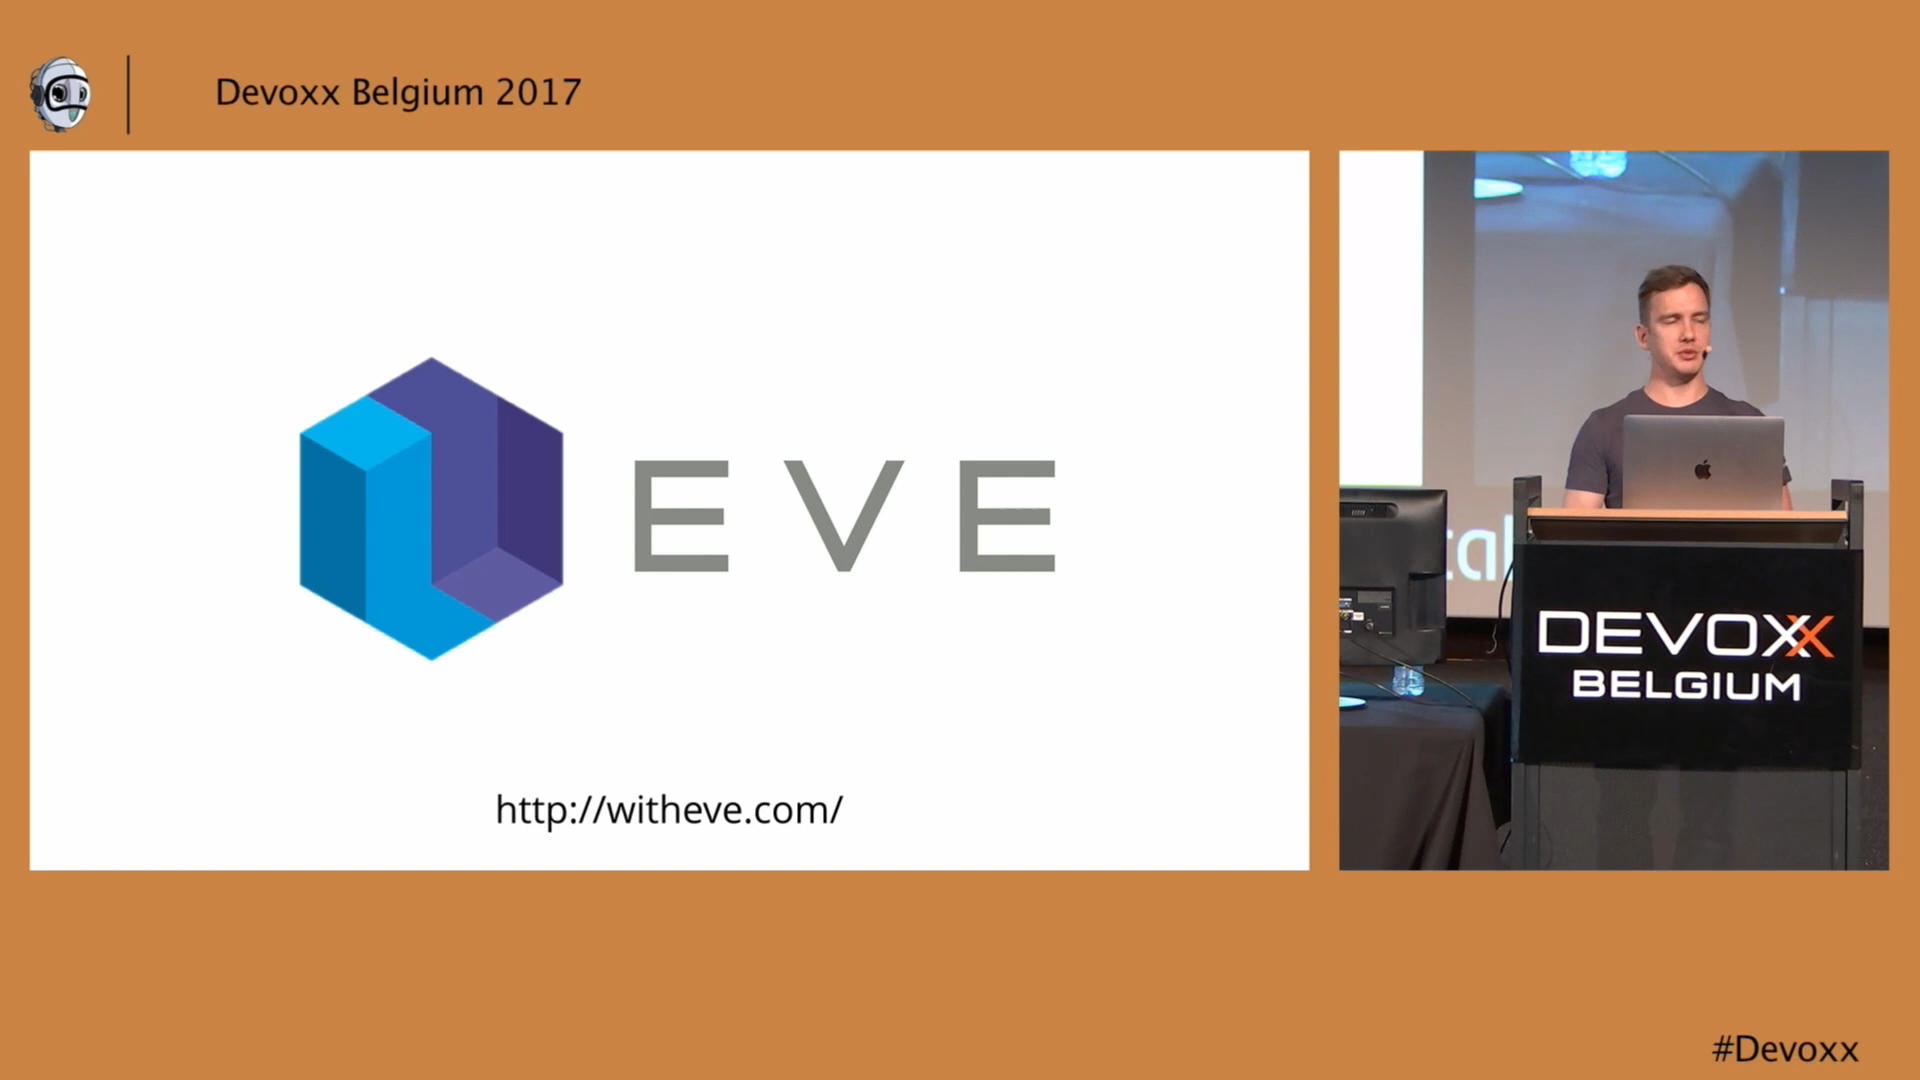 Devoxx Belgium 2017
EVE
http://witheve.com/
DEVOXX
BELGIUM
#Devoxx